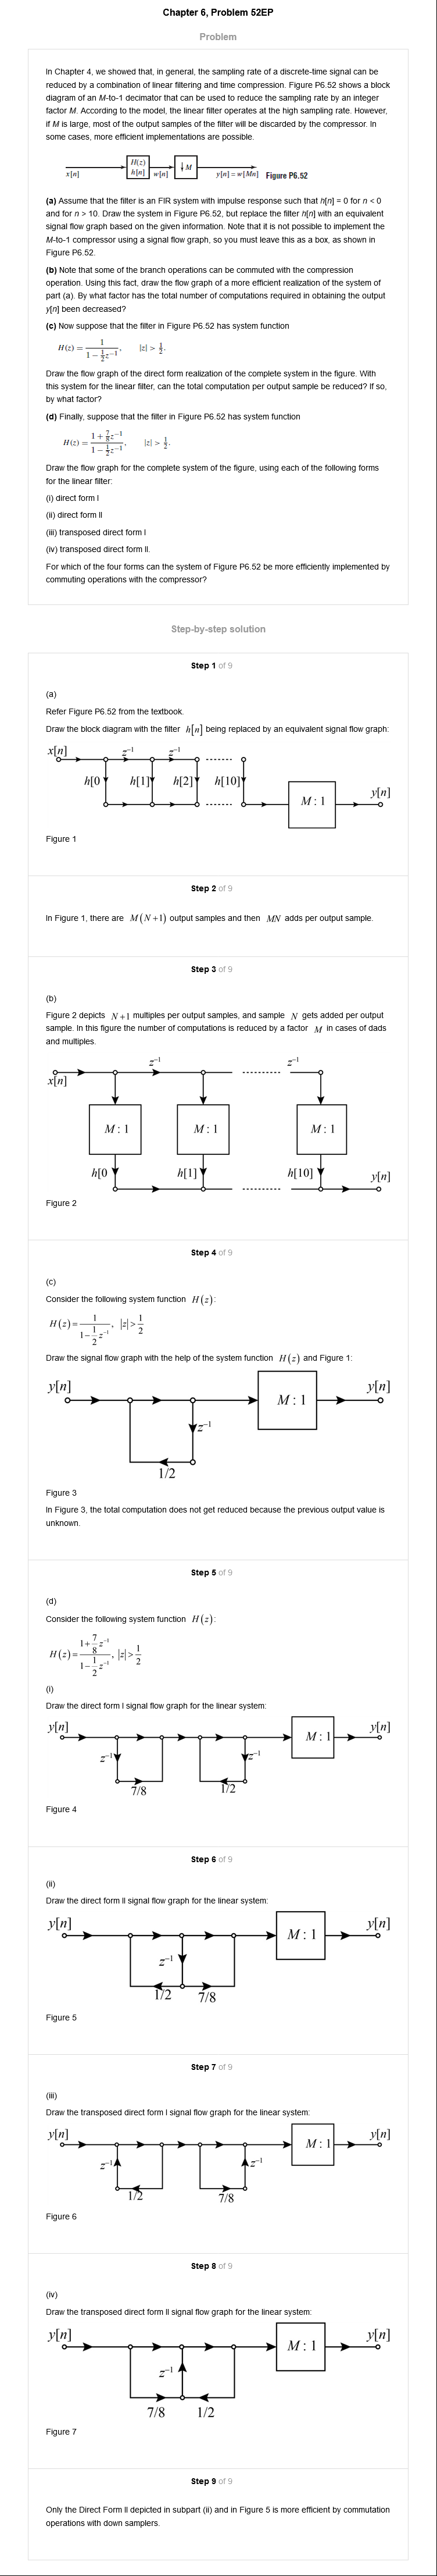 Chapter 6, Problem 52EP
Problem
In Chapter 4, we showed that, in general, the sampling rate of a discrete-time signal can be
reduced by a combination of linear filtering and time compression. Figure P6.52 shows a block
diagram of an M-to-1 decimator that can be used to reduce the sampling rate by an integer
factor M. According to the model, the linear filter operates at the high sampling rate. However,
if M is large, most of the output samples of the filter will be discarded by the compressor. In
some cases, more efficient implementations are possible.
x[n] H(z) h[n] w[n] ↓M y[n] = w[Mn] Figure P6.52
(a) Assume that the filter is an FIR system with impulse response such that h[n] = 0 for n < 0
and for n > 10. Draw the system in Figure P6.52, but replace the filter h[n] with an equivalent
signal flow graph based on the given information. Note that it is not possible to implement the
M-to-1 compressor using a signal flow graph, so you must leave this as a box, as shown in
Figure P6.52.
(b) Note that some of the branch operations can be commuted with the compression
operation. Using this fact, draw the flow graph of a more efficient realization of the system of
part (a). By what factor has the total number of computations required in obtaining the output
y[n] been decreased?
(c) Now suppose that the filter in Figure P6.52 has system function
H(z) = 1 / (1 − ½z⁻¹), |z| > ½.
Draw the flow graph of the direct form realization of the complete system in the figure. With
this system for the linear filter, can the total computation per output sample be reduced? If so,
by what factor?
(d) Finally, suppose that the filter in Figure P6.52 has system function
H(z) = (1 + ⅞z⁻¹) / (1 − ½z⁻¹), |z| > ½.
Draw the flow graph for the complete system of the figure, using each of the following forms
for the linear filter:
(i) direct form I
(ii) direct form II
(iii) transposed direct form I
(iv) transposed direct form II.
For which of the four forms can the system of Figure P6.52 be more efficiently implemented by
commuting operations with the compressor?
Step-by-step solution
Step 1 of 9
(a)
Refer Figure P6.52 from the textbook.
Draw the block diagram with the filter h[n] being replaced by an equivalent signal flow graph:
x[n] z⁻¹ z⁻¹
h[0 h[1] h[2] h[10] M : 1 y[n]
Figure 1
Step 2 of 9
In Figure 1, there are M(N+1) output samples and then MN adds per output sample.
Step 3 of 9
(b)
Figure 2 depicts N+1 multiples per output samples, and sample N gets added per output
sample. In this figure the number of computations is reduced by a factor M in cases of dads
and multiples.
z⁻¹ z⁻¹
x[n]
M : 1 M : 1 M : 1
h[0 h[1] h[10] y[n]
Figure 2
Step 4 of 9
(c)
Consider the following system function H(z):
H(z) = 1 / (1 − ½z⁻¹), |z| > ½
Draw the signal flow graph with the help of the system function H(z) and Figure 1:
y[n] M : 1 y[n]
z⁻¹
1/2
Figure 3
In Figure 3, the total computation does not get reduced because the previous output value is
unknown.
Step 5 of 9
(d)
Consider the following system function H(z):
H(z) = (1 + ⅞z⁻¹) / (1 − ½z⁻¹), |z| > ½
(i)
Draw the direct form I signal flow graph for the linear system:
y[n] M : 1 y[n]
z⁻¹ z⁻¹
7/8 1/2
Figure 4
Step 6 of 9
(ii)
Draw the direct form II signal flow graph for the linear system:
y[n] M : 1 y[n]
z⁻¹
1/2 7/8
Figure 5
Step 7 of 9
(iii)
Draw the transposed direct form I signal flow graph for the linear system:
y[n] M : 1 y[n]
z⁻¹ z⁻¹
1/2 7/8
Figure 6
Step 8 of 9
(iv)
Draw the transposed direct form II signal flow graph for the linear system:
y[n] M : 1 y[n]
z⁻¹
7/8 1/2
Figure 7
Step 9 of 9
Only the Direct Form II depicted in subpart (ii) and in Figure 5 is more efficient by commutation
operations with down samplers.